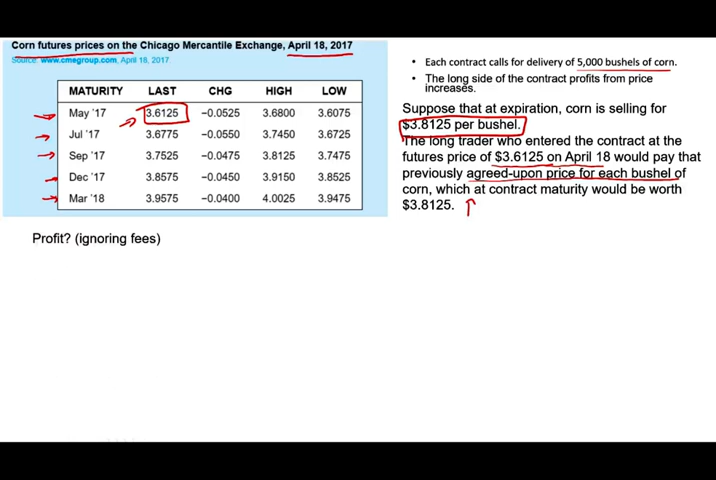 Corn futures prices on the Chicago Mercantile Exchange, April 18, 2017
Source: www.cmegroup.com, April 18, 2017
MATURITY LAST CHG HIGH LOW
May '17 3.6125 −0.0525 3.6800 3.6075
Jul '17 3.6775 −0.0550 3.7450 3.6725
Sep '17 3.7525 −0.0475 3.8125 3.7475
Dec '17 3.8575 −0.0450 3.9150 3.8525
Mar '18 3.9575 −0.0400 4.0025 3.9475
Profit? (ignoring fees)
• Each contract calls for delivery of 5,000 bushels of corn.
• The long side of the contract profits from price
increases.
Suppose that at expiration, corn is selling for
$3.8125 per bushel.
The long trader who entered the contract at the
futures price of $3.6125 on April 18 would pay that
previously agreed-upon price for each bushel of
corn, which at contract maturity would be worth
$3.8125.